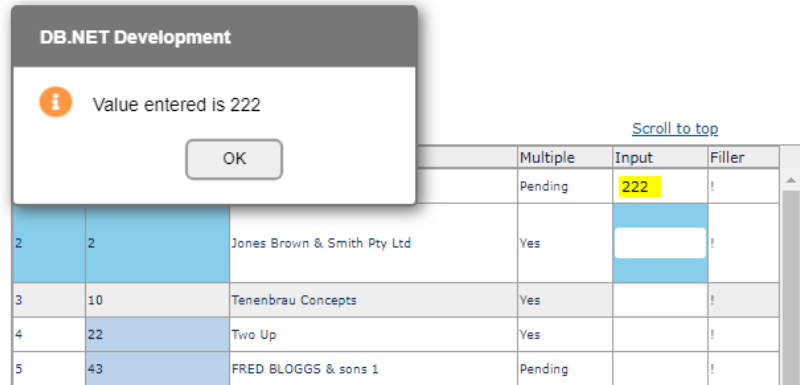 DB.NET Development
Value entered is 222
OK
Scroll to top
Multiple Input Filler
Pending 222 !
2 2 Jones Brown & Smith Pty Ltd Yes !
3 10 Tenenbrau Concepts Yes !
4 22 Two Up Yes !
5 43 FRED BLOGGS & sons 1 Pending !